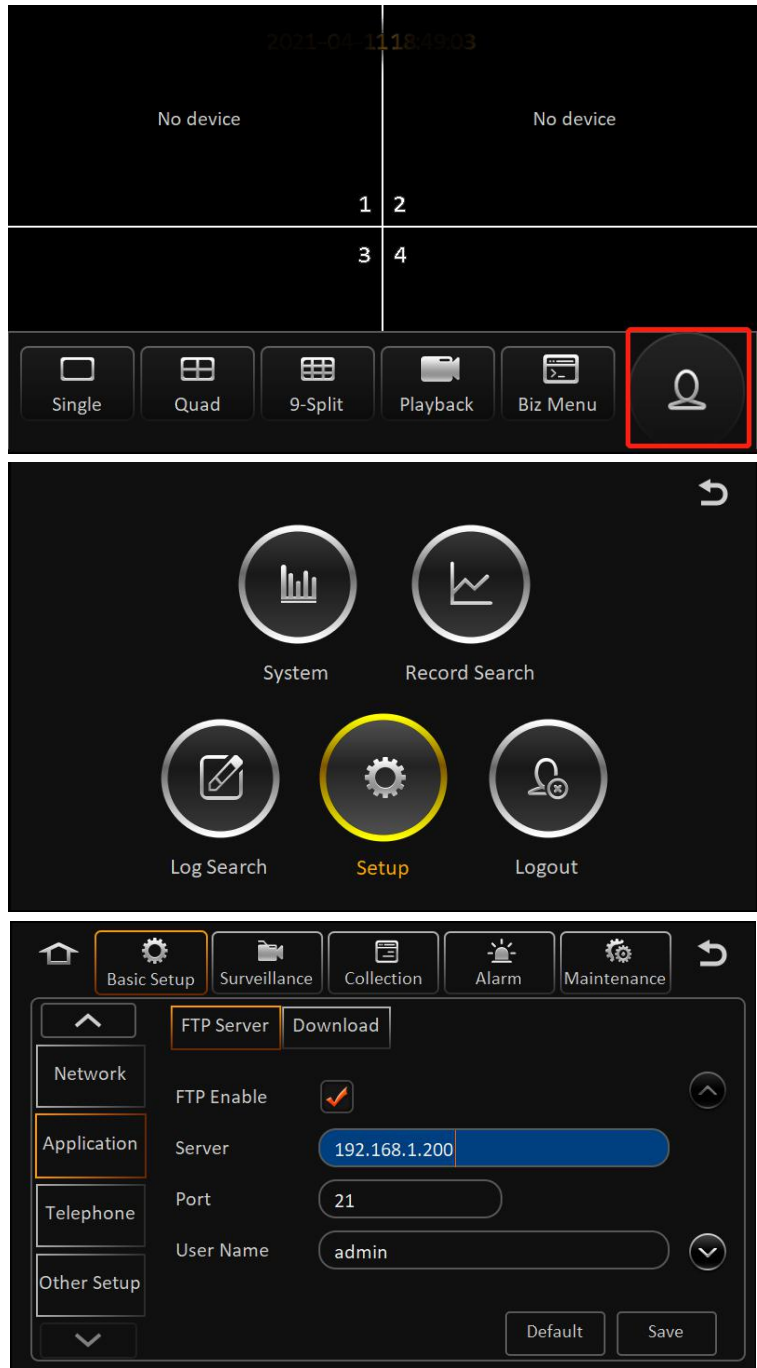 2021-04-11 18:49:03
No device No device
1 2
3 4
Single Quad 9-Split Playback Biz Menu
System Record Search
Log Search Setup Logout
Basic Setup Surveillance Collection Alarm Maintenance
FTP Server Download
Network
FTP Enable
Application Server 192.168.1.200
Port 21
Telephone
User Name admin
Other Setup
Default Save